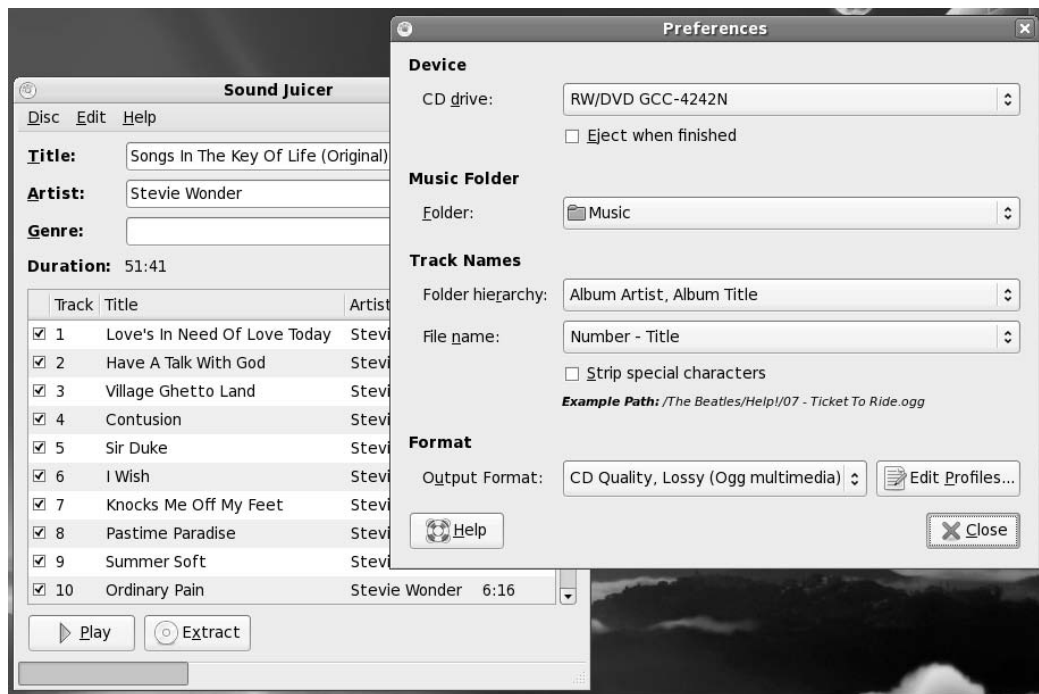 Sound Juicer
Disc Edit Help
Title: Songs In The Key Of Life (Original)
Artist: Stevie Wonder
Genre:
Duration: 51:41
Track Title Artist
1 Love's In Need Of Love Today Stevi
2 Have A Talk With God Stevi
3 Village Ghetto Land Stevi
4 Contusion Stevi
5 Sir Duke Stevi
6 I Wish Stevi
7 Knocks Me Off My Feet Stevi
8 Pastime Paradise Stevi
9 Summer Soft Stevi
10 Ordinary Pain Stevie Wonder 6:16
Play Extract
Preferences
Device
CD drive: RW/DVD GCC-4242N
Eject when finished
Music Folder
Folder: Music
Track Names
Folder hierarchy: Album Artist, Album Title
File name: Number - Title
Strip special characters
Example Path: /The Beatles/Help!/07 - Ticket To Ride.ogg
Format
Output Format: CD Quality, Lossy (Ogg multimedia) Edit Profiles...
Help Close